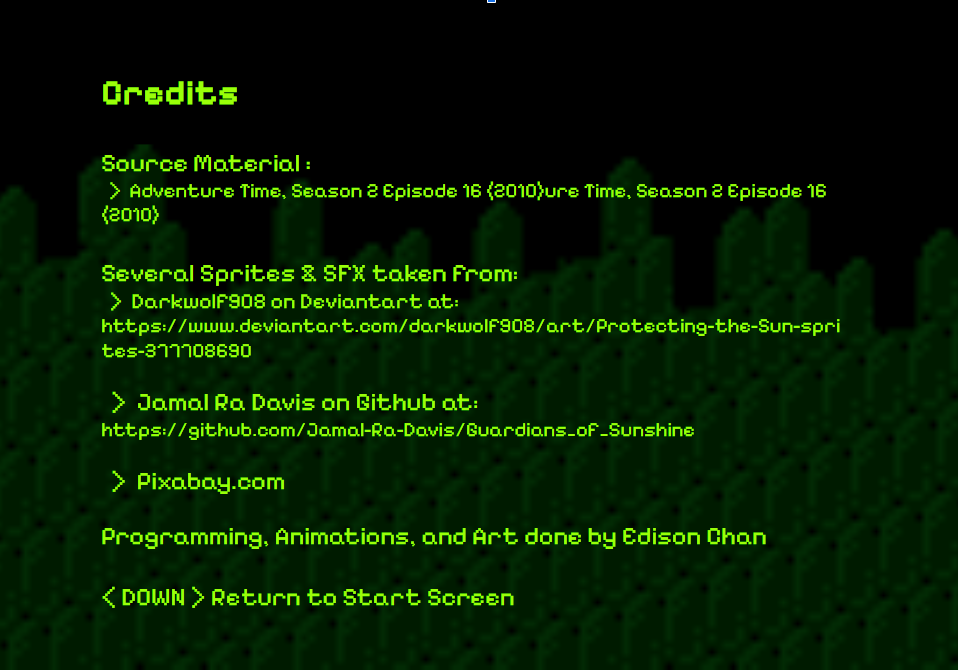 Credits
Source Material :
> Adventure Time, Season 2 Episode 16 (2010)ure Time, Season 2 Episode 16
(2010)
Several Sprites & SFX taken from:
> Darkwolf908 on Deviantart at:
https://www.deviantart.com/darkwolf908/art/Protecting-the-Sun-spri
tes-377708690
> Jamal Ra Davis on Github at:
https://github.com/Jamal-Ra-Davis/Guardians_of_Sunshine
> Pixabay.com
Programming, Animations, and Art done by Edison Chan
< DOWN > Return to Start Screen